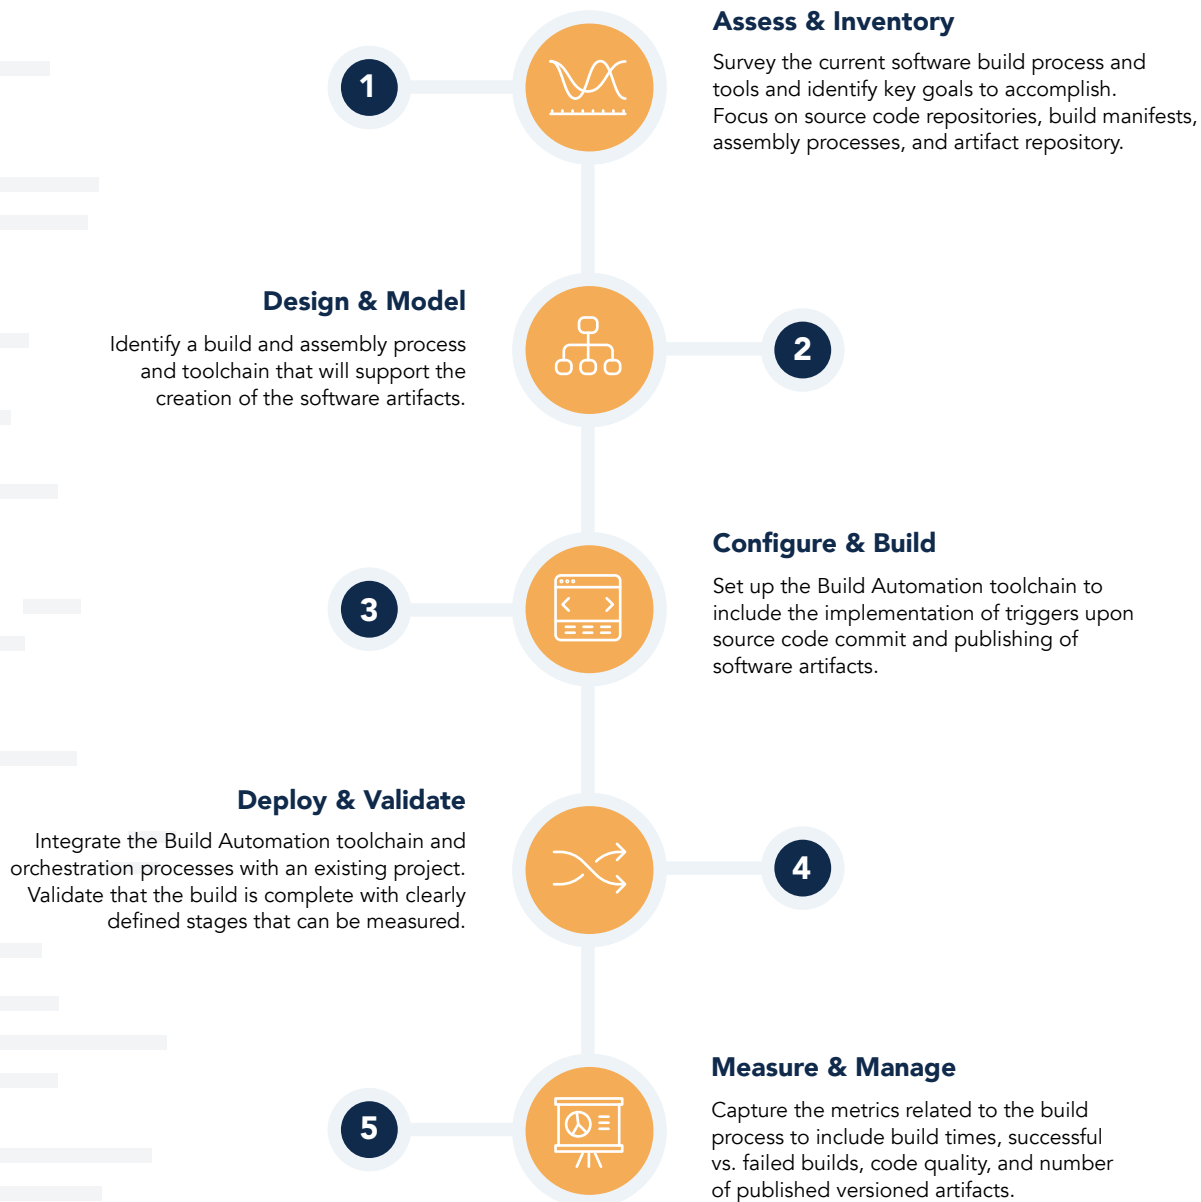 1
Assess & Inventory
Survey the current software build process and
tools and identify key goals to accomplish.
Focus on source code repositories, build manifests,
assembly processes, and artifact repository.
Design & Model
Identify a build and assembly process
and toolchain that will support the
creation of the software artifacts.
2
3
Configure & Build
Set up the Build Automation toolchain to
include the implementation of triggers upon
source code commit and publishing of
software artifacts.
Deploy & Validate
Integrate the Build Automation toolchain and
orchestration processes with an existing project.
Validate that the build is complete with clearly
defined stages that can be measured.
4
5
Measure & Manage
Capture the metrics related to the build
process to include build times, successful
vs. failed builds, code quality, and number
of published versioned artifacts.